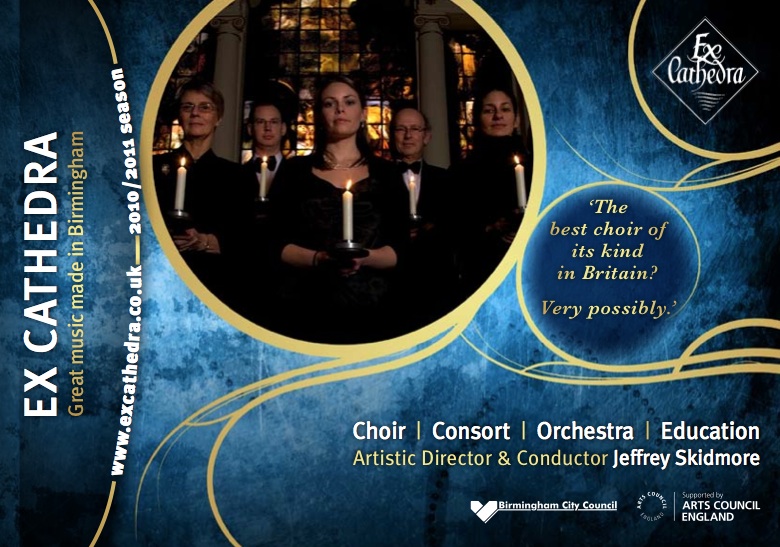 EX CATHEDRA
Great music made in Birmingham
www.excathedra.co.uk — 2010/2011 season
Ex
Cathedra
‘The
best choir of
its kind
in Britain?
Very possibly.’
Choir | Consort | Orchestra | Education
Artistic Director & Conductor Jeffrey Skidmore
Birmingham City Council
ARTS COUNCIL
ENGLAND
Supported by
ARTS COUNCIL
ENGLAND